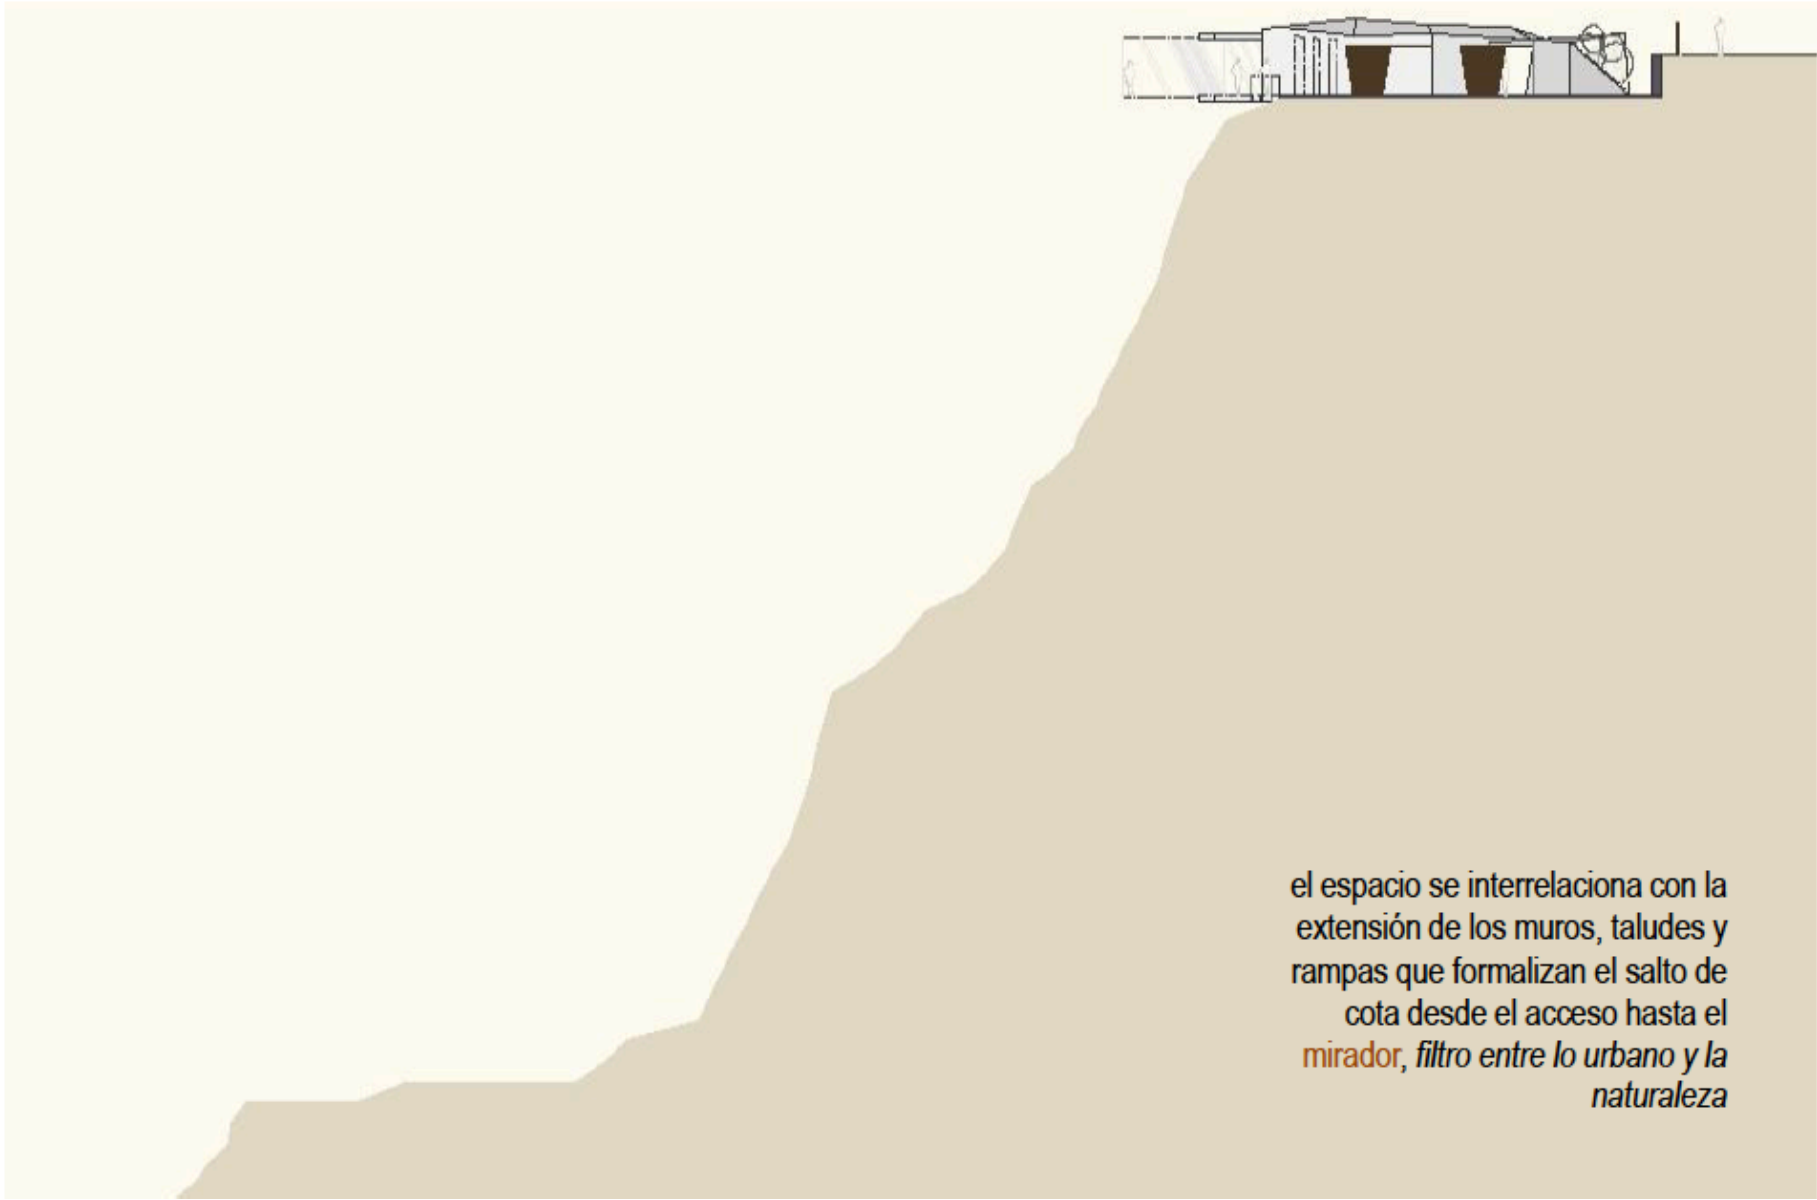 el espacio se interrelaciona con la
extensión de los muros, taludes y
rampas que formalizan el salto de
cota desde el acceso hasta el
mirador, filtro entre lo urbano y la
naturaleza